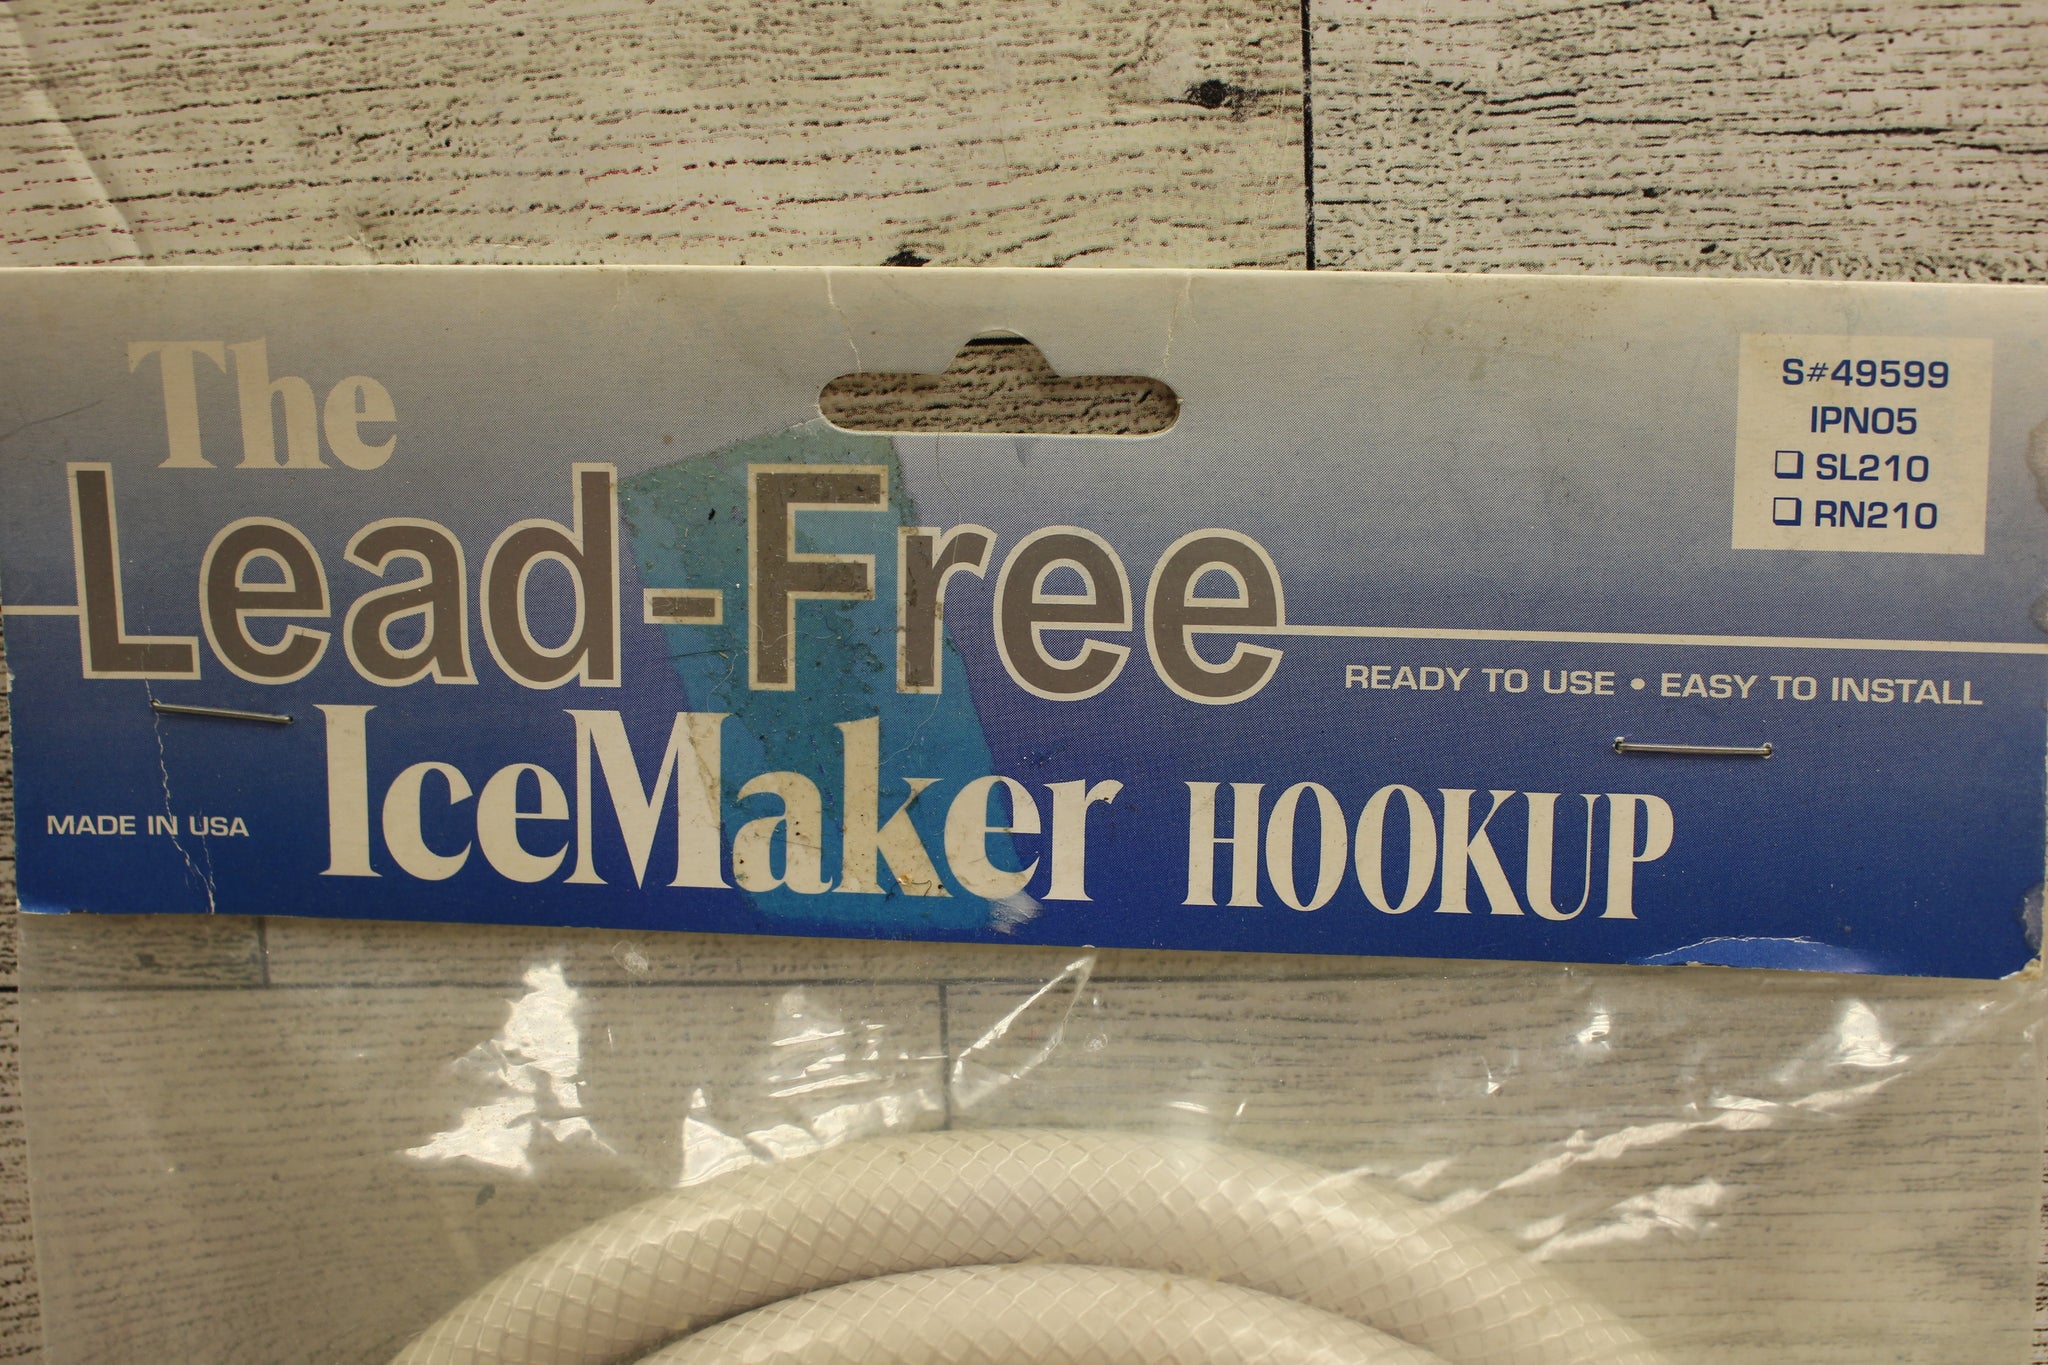 The
Lead-Free
IceMaker HOOKUP
READY TO USE • EASY TO INSTALL
MADE IN USA
S#49599
IPN05
❏ SL210
❏ RN210